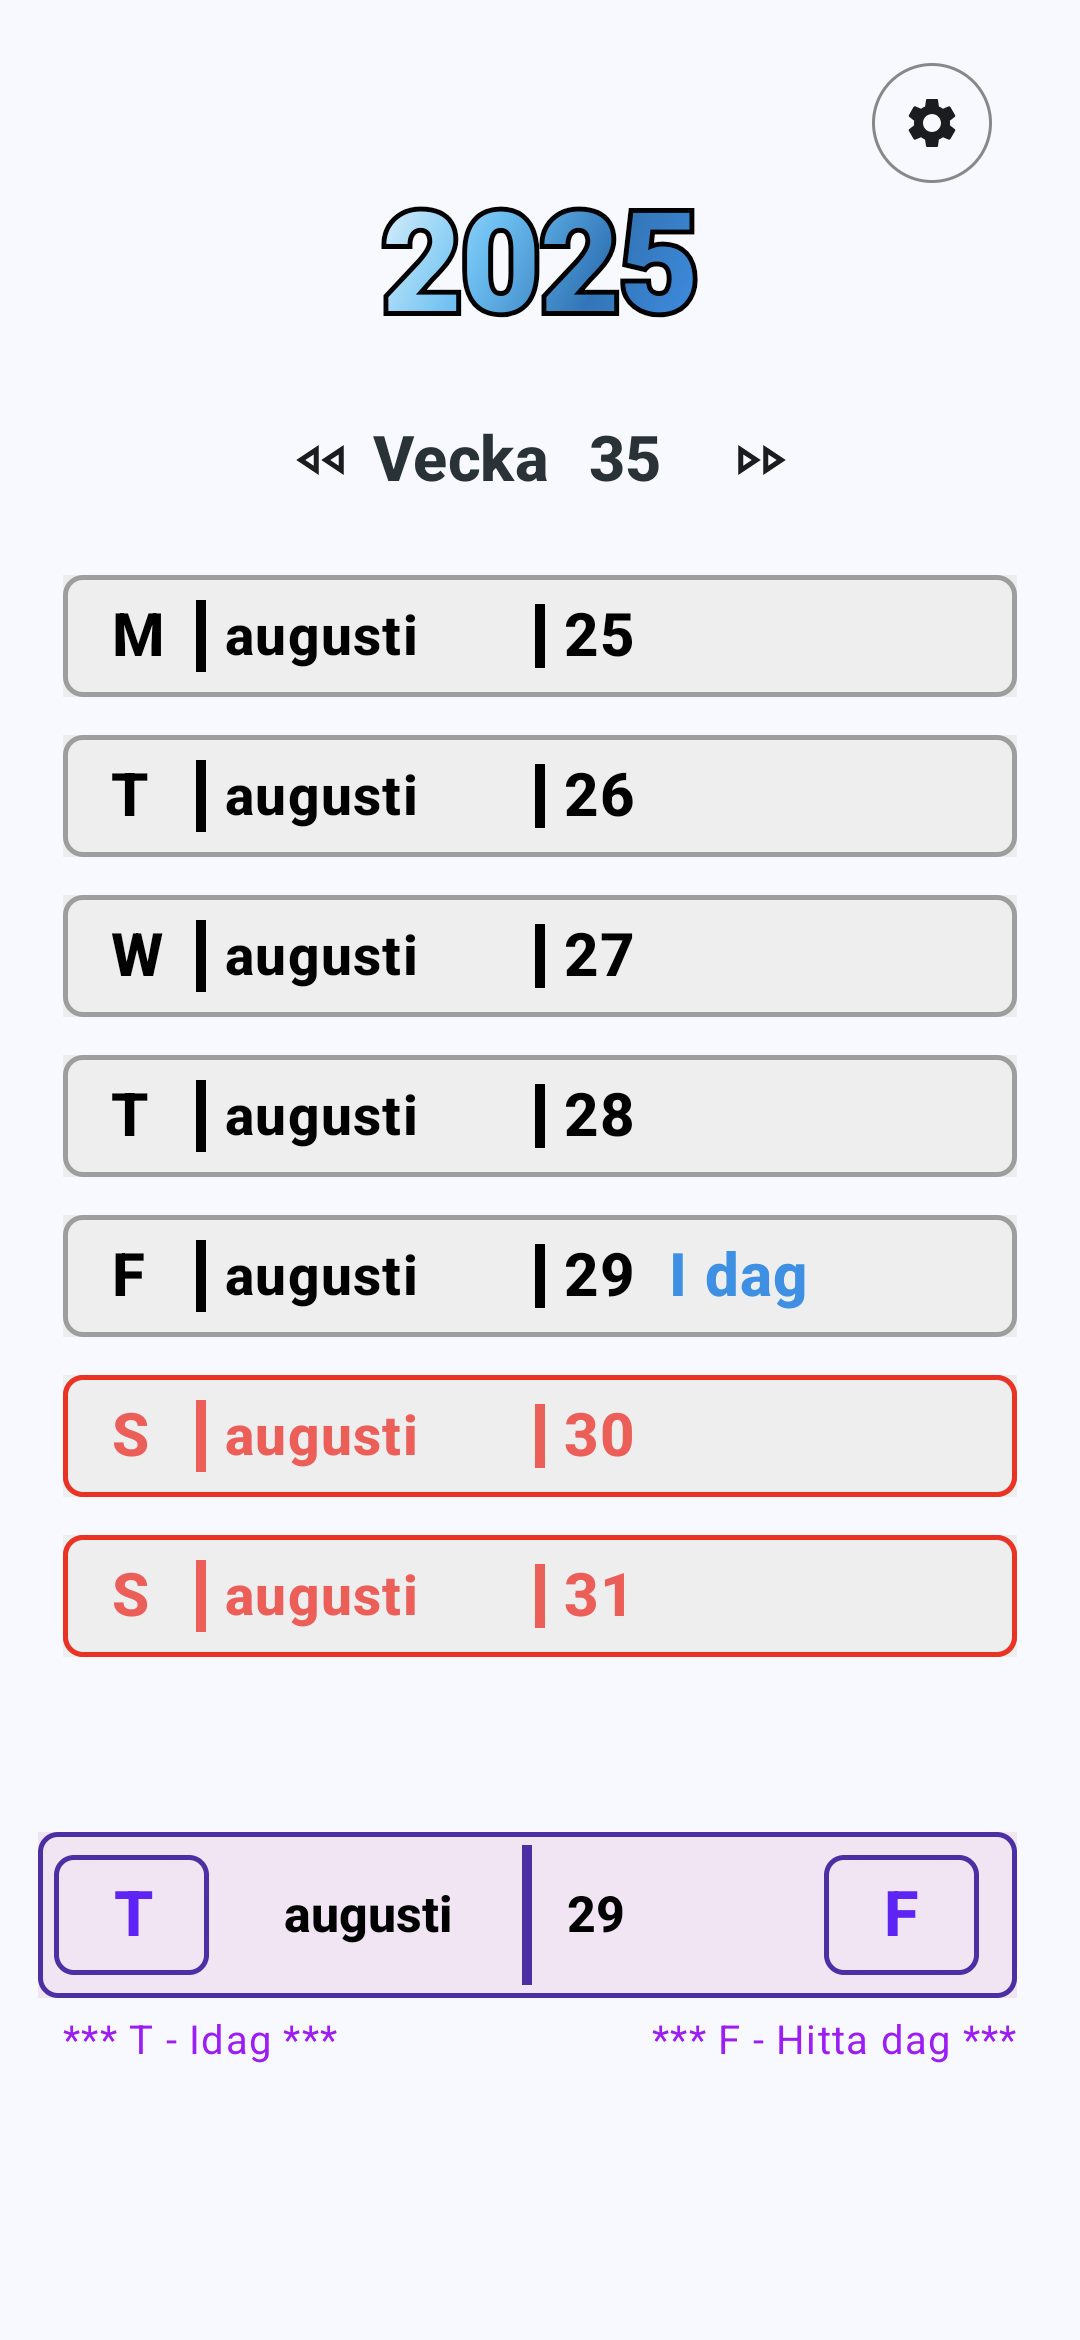 2025
Vecka 35
M augusti 25
T augusti 26
W augusti 27
T augusti 28
F augusti 29 I dag
S augusti 30
S augusti 31
T augusti 29 F
*** T - Idag *** *** F - Hitta dag ***